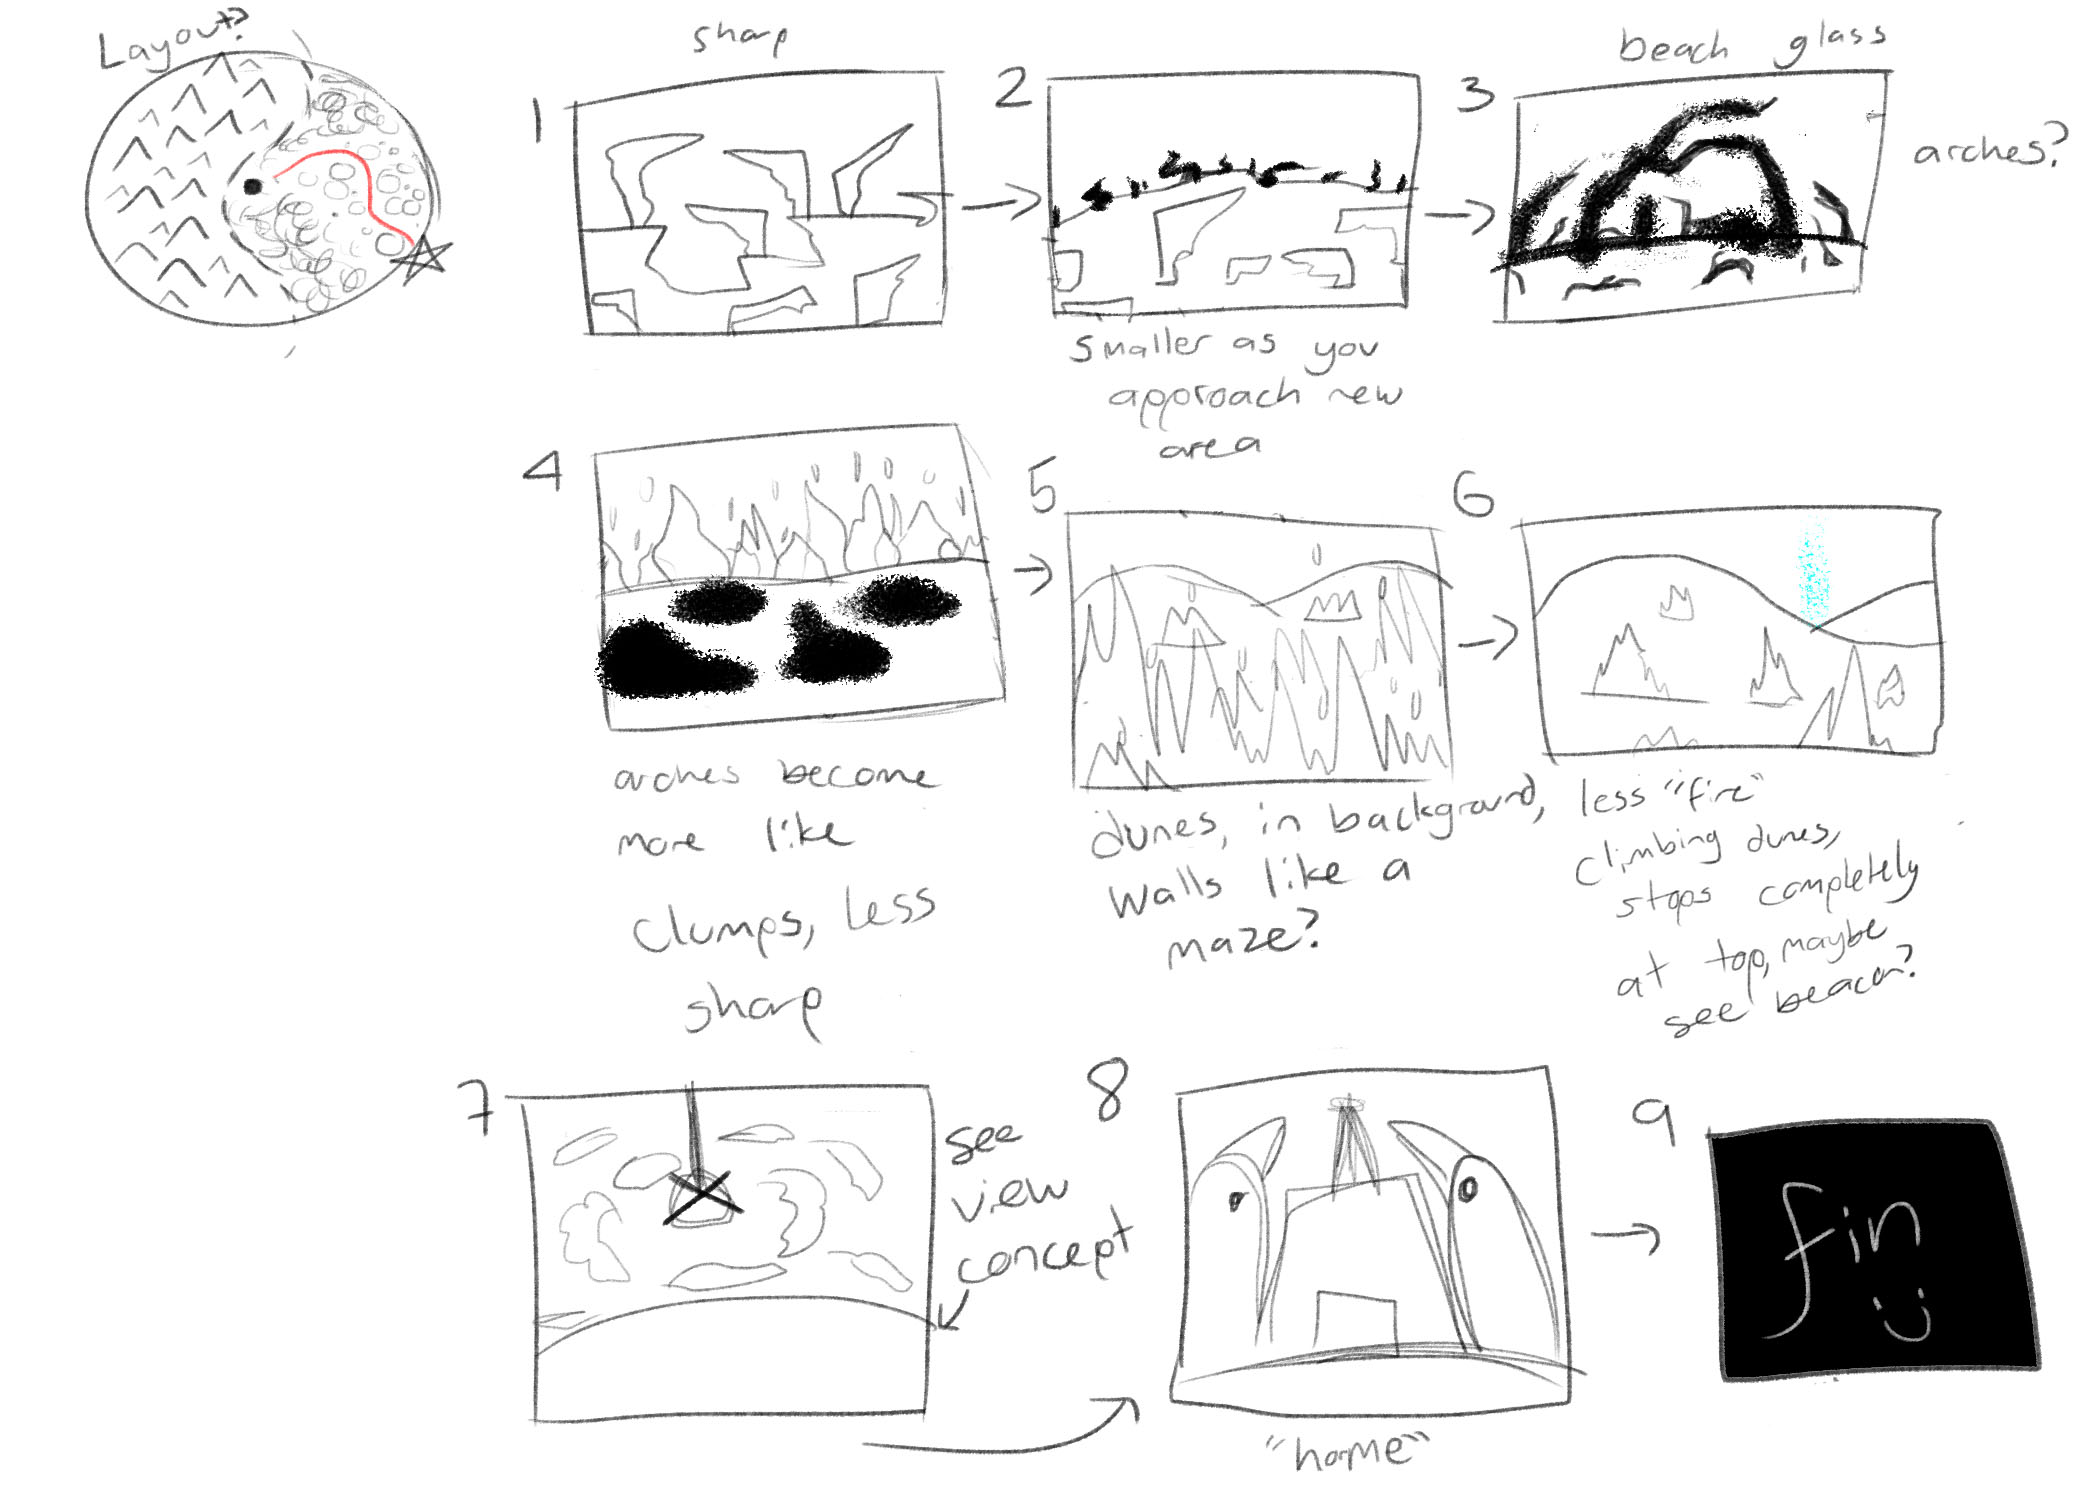 Layout?
sharp
1
2
smaller as you
approach new
area
3
beach glass
arches?
4
arches become
more like
clumps, less
sharp
5
dunes, in background,
walls like a
maze?
6
less "fire"
climbing dunes,
stops completely
at top, maybe
see beacon?
7
see
view
concept
8
"home"
9
fin